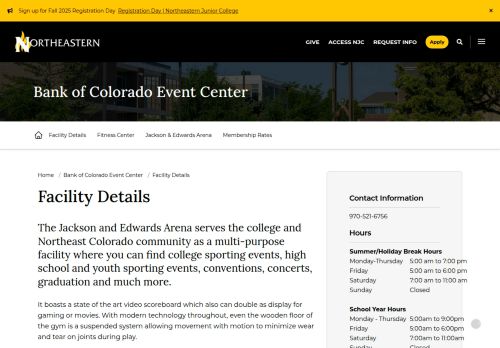 Sign up for Fall 2025 Registration Day Registration Day | Northeastern Junior College
NORTHEASTERN
GIVE ACCESS NJC REQUEST INFO Apply
Bank of Colorado Event Center
Facility Details Fitness Center Jackson & Edwards Arena Membership Rates
Home / Bank of Colorado Event Center / Facility Details
Facility Details
The Jackson and Edwards Arena serves the college and
Northeast Colorado community as a multi-purpose
facility where you can find college sporting events, high
school and youth sporting events, conventions, concerts,
graduation and much more.
It boasts a state of the art video scoreboard which also can double as display for
gaming or movies. With modern technology throughout, even the wooden floor of
the gym is a suspended system allowing movement with motion to minimize wear
and tear on joints during play.
Contact Information
970-521-6756
Hours
Summer/Holiday Break Hours
Monday-Thursday 5:00 am to 7:00 pm
Friday 5:00 am to 6:00 pm
Saturday 7:00 am to 11:00 am
Sunday Closed
School Year Hours
Monday - Thursday 5:00am to 9:00pm
Friday 5:00am to 6:00pm
Saturday 7:00am to 11:00am
Sunday Closed